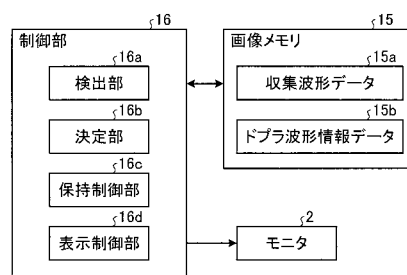 16
制御部
16a
検出部
16b
決定部
16c
保持制御部
16d
表示制御部
15
画像メモリ
15a
収集波形データ
15b
ドプラ波形情報データ
2
モニタ